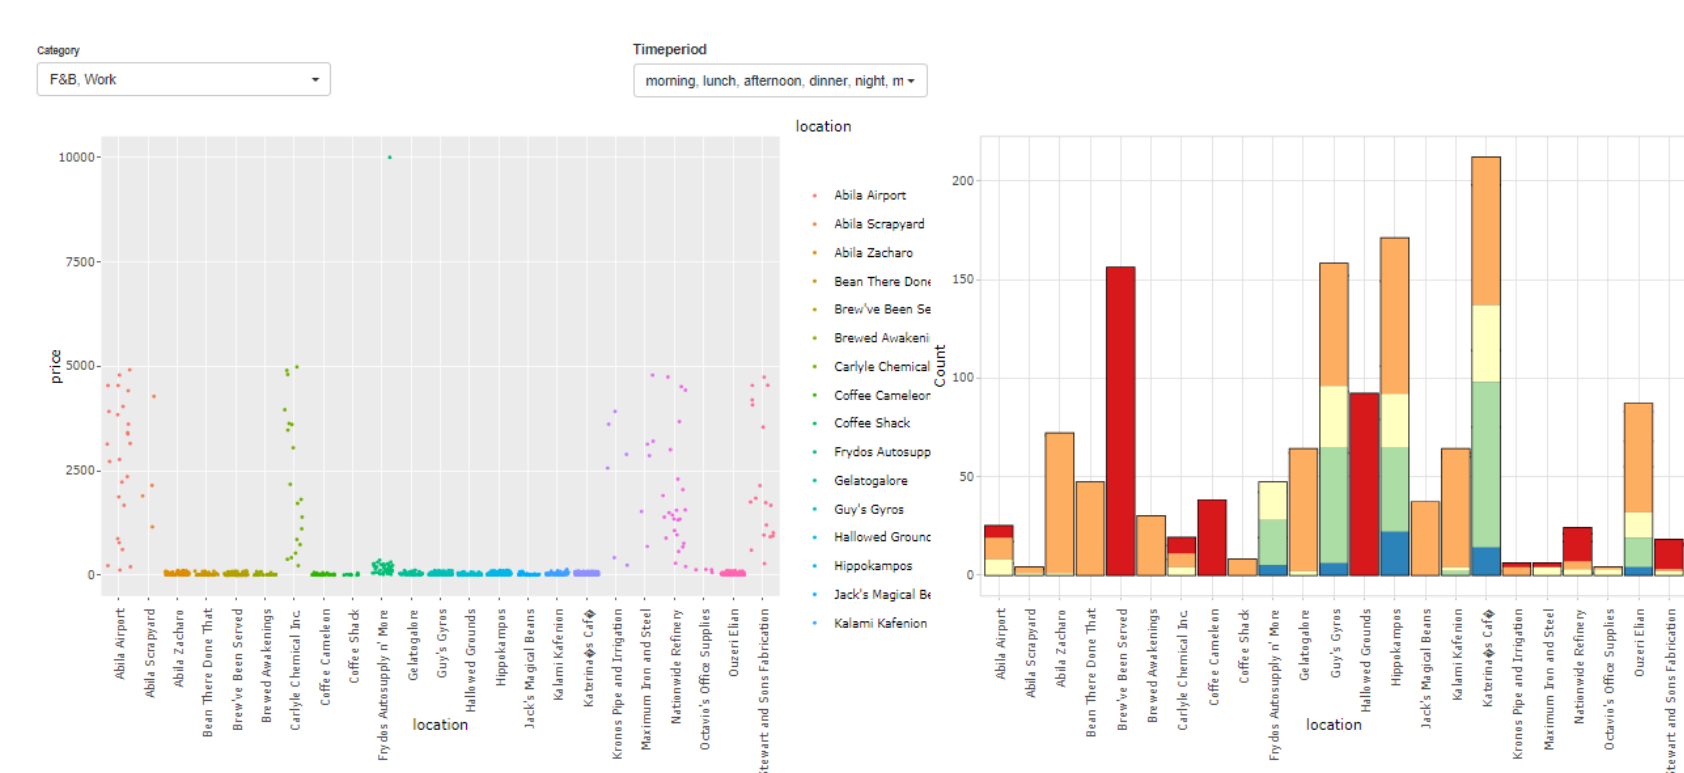 Category
F&B, Work
Timeperiod
morning, lunch, afternoon, dinner, night, m
price
10000
7500
5000
2500
0
Abila Airport
Abila Scrapyard
Abila Zacharo
Bean There Done That
Brew've Been Served
Brewed Awakenings
Carlyle Chemical Inc.
Coffee Cameleon
Coffee Shack
Frydos Autosupply n' More
Gelatogalore
Guy's Gyros
Hallowed Grounds
Hippokampos
Jack's Magical Beans
Kalami Kafenion
Katerina�s Caf�
Kronos Pipe and Irrigation
Maximum Iron and Steel
Nationwide Refinery
Octavio's Office Supplies
Ouzeri Elian
Stewart and Sons Fabrication
location
location
Abila Airport
Abila Scrapyard
Abila Zacharo
Bean There Done
Brew've Been Se
Brewed Awakeni
Carlyle Chemical
Coffee Cameleon
Coffee Shack
Frydos Autosupp
Gelatogalore
Guy's Gyros
Hallowed Ground
Hippokampos
Jack's Magical Be
Kalami Kafenion
Count
200
150
100
50
0
Abila Airport
Abila Scrapyard
Abila Zacharo
Bean There Done That
Brew've Been Served
Brewed Awakenings
Carlyle Chemical Inc.
Coffee Cameleon
Coffee Shack
Frydos Autosupply n' More
Gelatogalore
Guy's Gyros
Hallowed Grounds
Hippokampos
Jack's Magical Beans
Kalami Kafenion
Katerina�s Caf�
Kronos Pipe and Irrigation
Maximum Iron and Steel
Nationwide Refinery
Octavio's Office Supplies
Ouzeri Elian
Stewart and Sons Fabrication
location